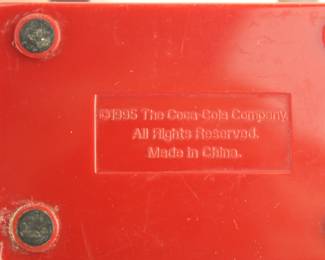 ©1995 The Coca-Cola Company.
All Rights Reserved.
Made in China.